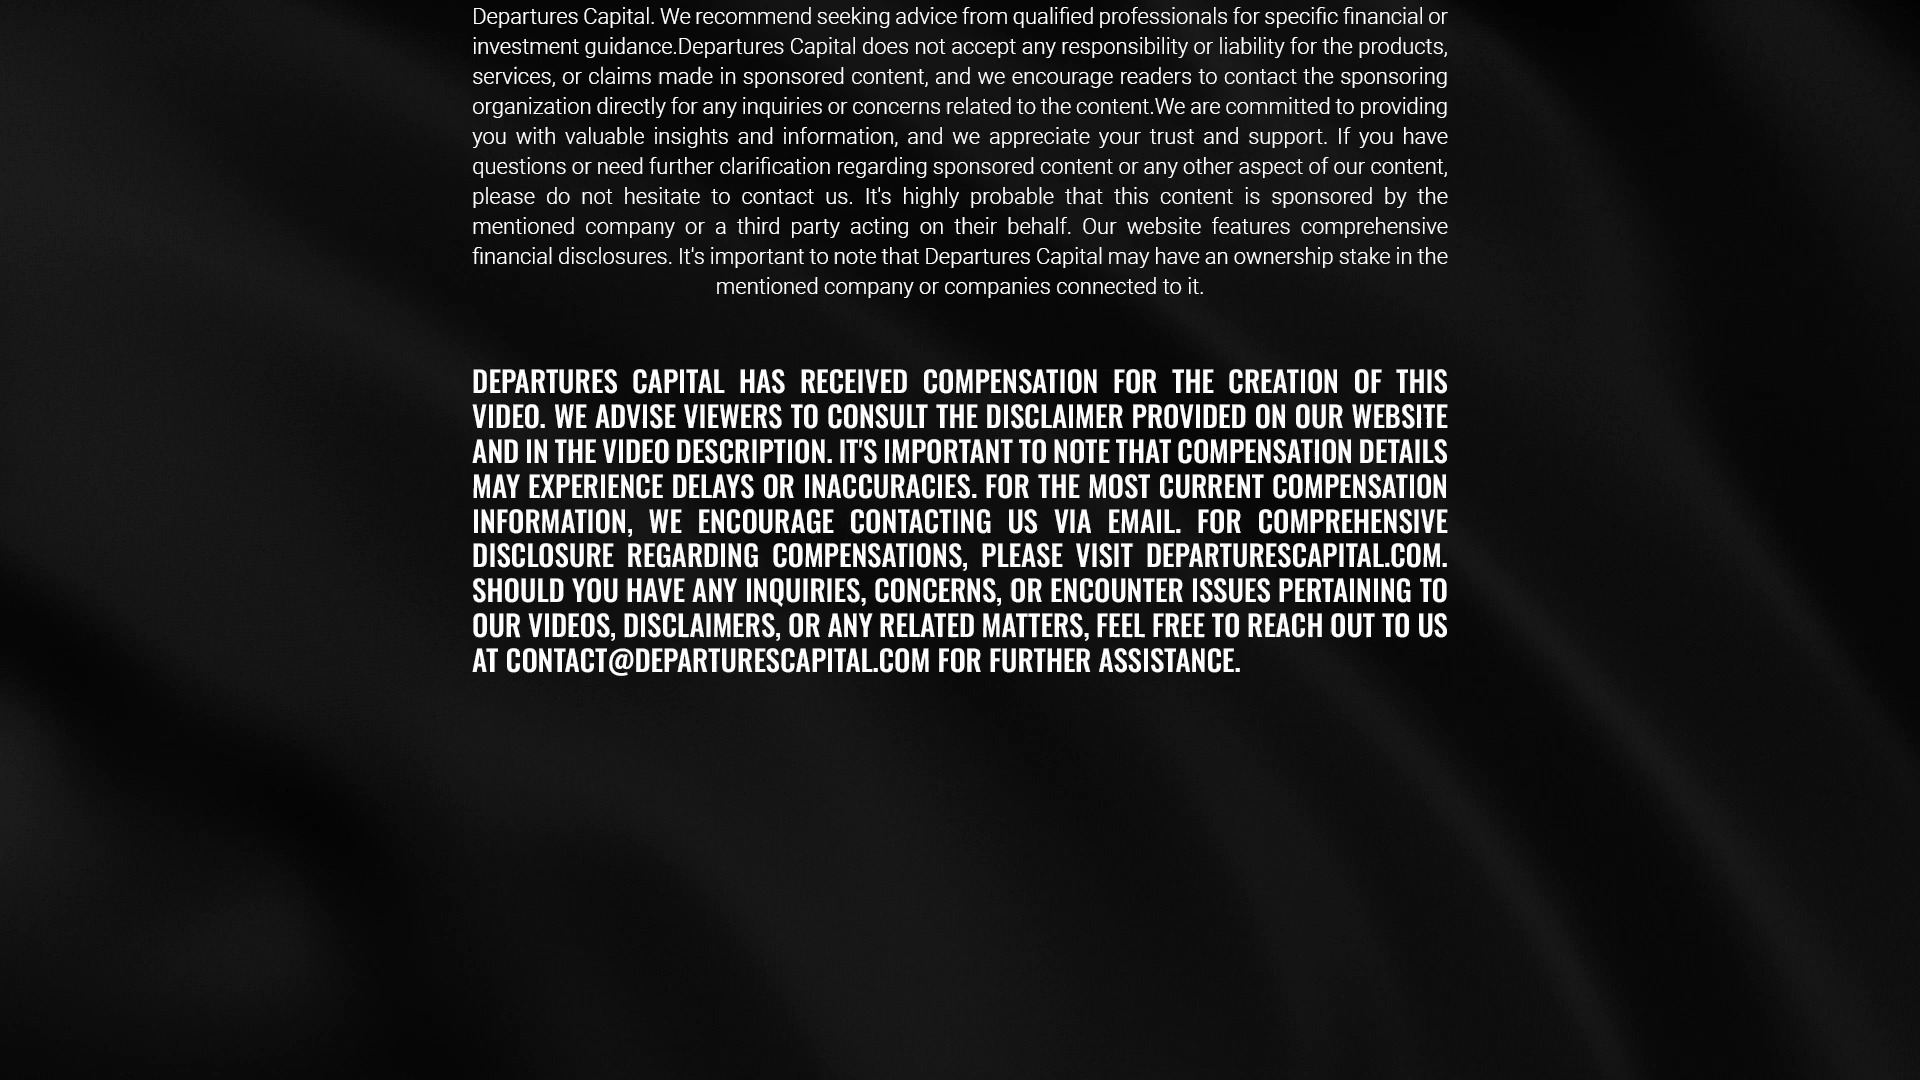 Departures Capital. We recommend seeking advice from qualified professionals for specific financial or
investment guidance.Departures Capital does not accept any responsibility or liability for the products,
services, or claims made in sponsored content, and we encourage readers to contact the sponsoring
organization directly for any inquiries or concerns related to the content.We are committed to providing
you with valuable insights and information, and we appreciate your trust and support. If you have
questions or need further clarification regarding sponsored content or any other aspect of our content,
please do not hesitate to contact us. It's highly probable that this content is sponsored by the
mentioned company or a third party acting on their behalf. Our website features comprehensive
financial disclosures. It's important to note that Departures Capital may have an ownership stake in the
mentioned company or companies connected to it.
DEPARTURES CAPITAL HAS RECEIVED COMPENSATION FOR THE CREATION OF THIS
VIDEO. WE ADVISE VIEWERS TO CONSULT THE DISCLAIMER PROVIDED ON OUR WEBSITE
AND IN THE VIDEO DESCRIPTION. IT'S IMPORTANT TO NOTE THAT COMPENSATION DETAILS
MAY EXPERIENCE DELAYS OR INACCURACIES. FOR THE MOST CURRENT COMPENSATION
INFORMATION, WE ENCOURAGE CONTACTING US VIA EMAIL. FOR COMPREHENSIVE
DISCLOSURE REGARDING COMPENSATIONS, PLEASE VISIT DEPARTURESCAPITAL.COM.
SHOULD YOU HAVE ANY INQUIRIES, CONCERNS, OR ENCOUNTER ISSUES PERTAINING TO
OUR VIDEOS, DISCLAIMERS, OR ANY RELATED MATTERS, FEEL FREE TO REACH OUT TO US
AT CONTACT@DEPARTURESCAPITAL.COM FOR FURTHER ASSISTANCE.